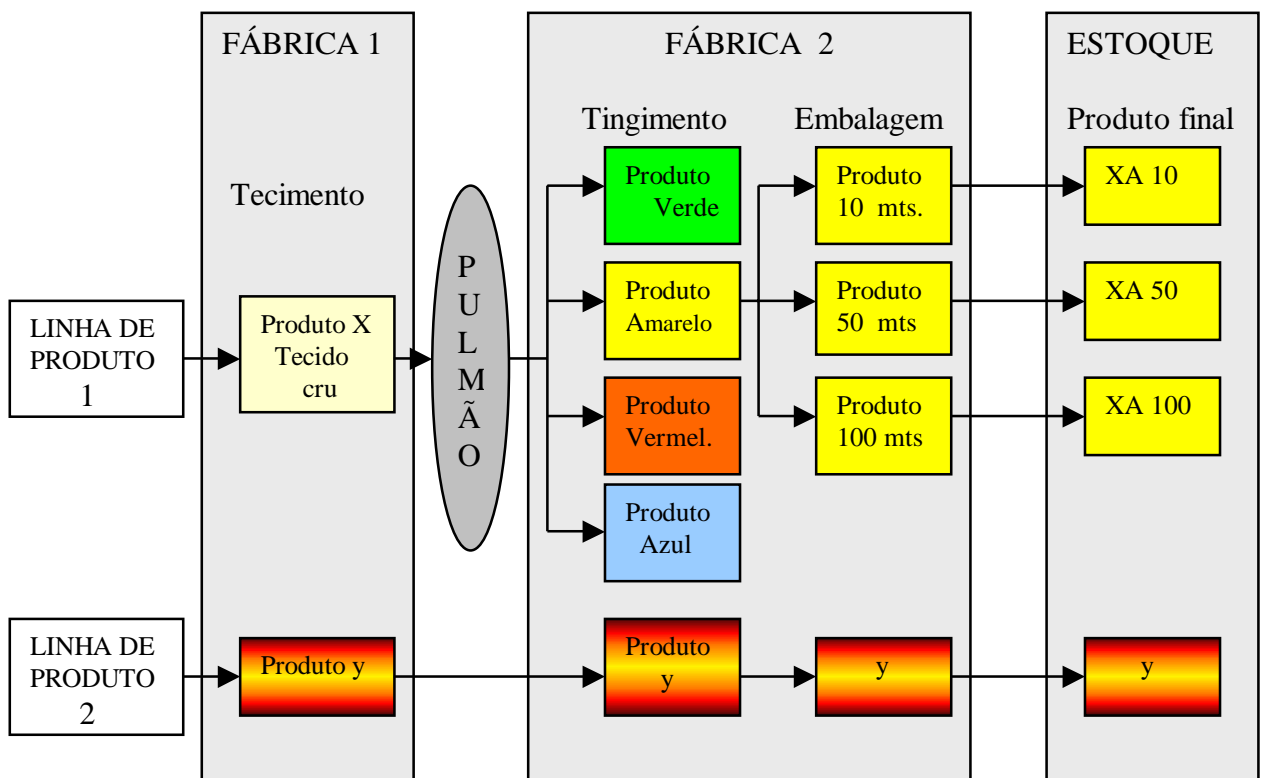 FÁBRICA 1
FÁBRICA 2
ESTOQUE
Tingimento
Embalagem
Produto final
Tecimento
LINHA DE
PRODUTO
1
Produto X
Tecido
cru
P
U
L
M
Ã
O
Produto
Verde
Produto
Amarelo
Produto
Vermel.
Produto
Azul
Produto
10 mts.
Produto
50 mts
Produto
100 mts
XA 10
XA 50
XA 100
LINHA DE
PRODUTO
2
Produto y
Produto
y
y
y